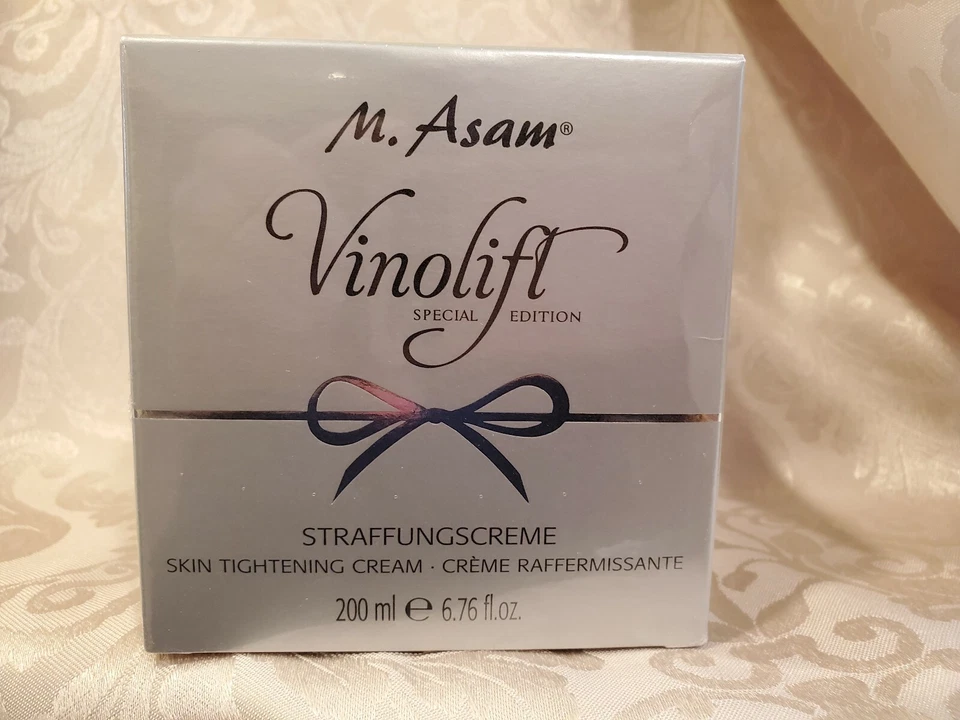 M. Asam®
Vinolift
SPECIAL EDITION
STRAFFUNGSCREME
SKIN TIGHTENING CREAM · CRÈME RAFFERMISSANTE
200 ml ℮ 6.76 fl.oz.